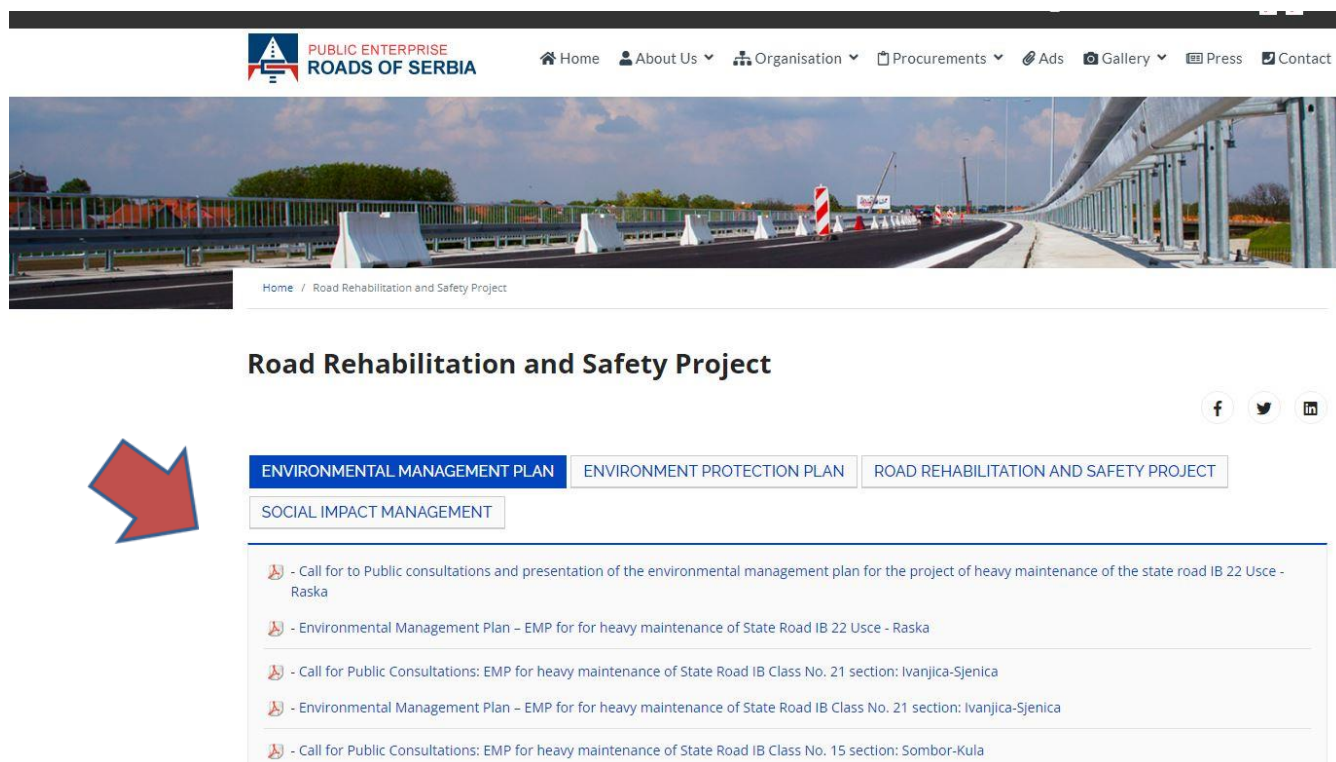 PUBLIC ENTERPRISE
ROADS OF SERBIA
Home About Us Organisation Procurements Ads Gallery Press Contact
Home / Road Rehabilitation and Safety Project
Road Rehabilitation and Safety Project
ENVIRONMENTAL MANAGEMENT PLAN ENVIRONMENT PROTECTION PLAN ROAD REHABILITATION AND SAFETY PROJECT
SOCIAL IMPACT MANAGEMENT
- Call for to Public consultations and presentation of the environmental management plan for the project of heavy maintenance of the state road IB 22 Usce -
Raska
- Environmental Management Plan – EMP for for heavy maintenance of State Road IB 22 Usce - Raska
- Call for Public Consultations: EMP for heavy maintenance of State Road IB Class No. 21 section: Ivanjica-Sjenica
- Environmental Management Plan – EMP for for heavy maintenance of State Road IB Class No. 21 section: Ivanjica-Sjenica
- Call for Public Consultations: EMP for heavy maintenance of State Road IB Class No. 15 section: Sombor-Kula